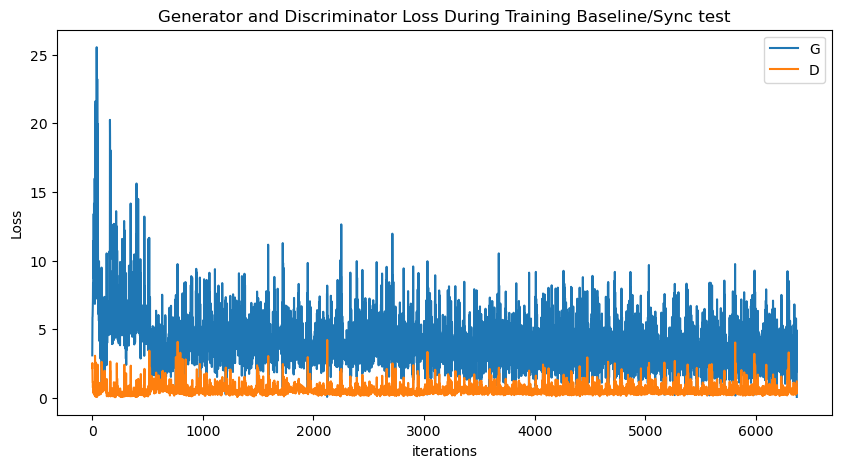 Generator and Discriminator Loss During Training Baseline/Sync test
G
D
25
20
15
10
5
0
Loss
0 1000 2000 3000 4000 5000 6000
iterations